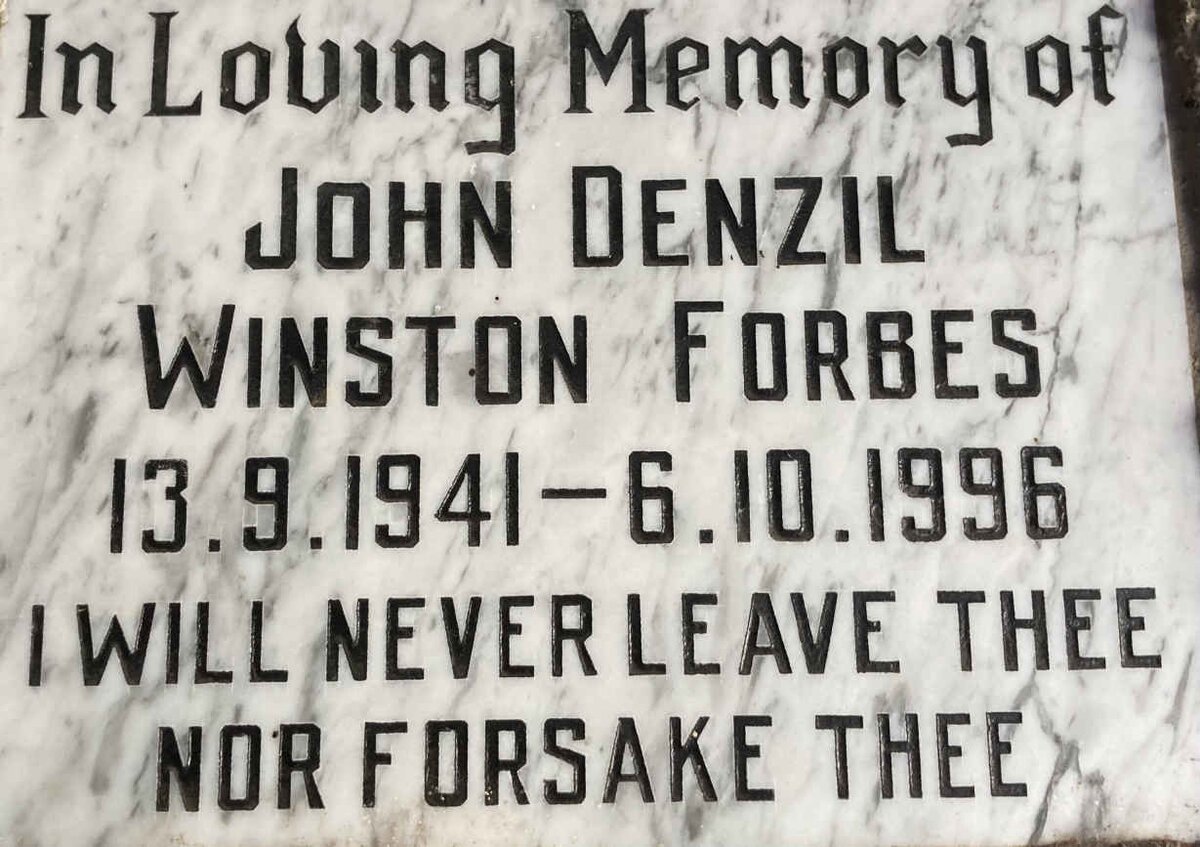 In Loving Memory of
JOHN DENZIL
WINSTON FORBES
13.9.1941 – 6.10.1996
I WILL NEVER LEAVE THEE
NOR FORSAKE THEE